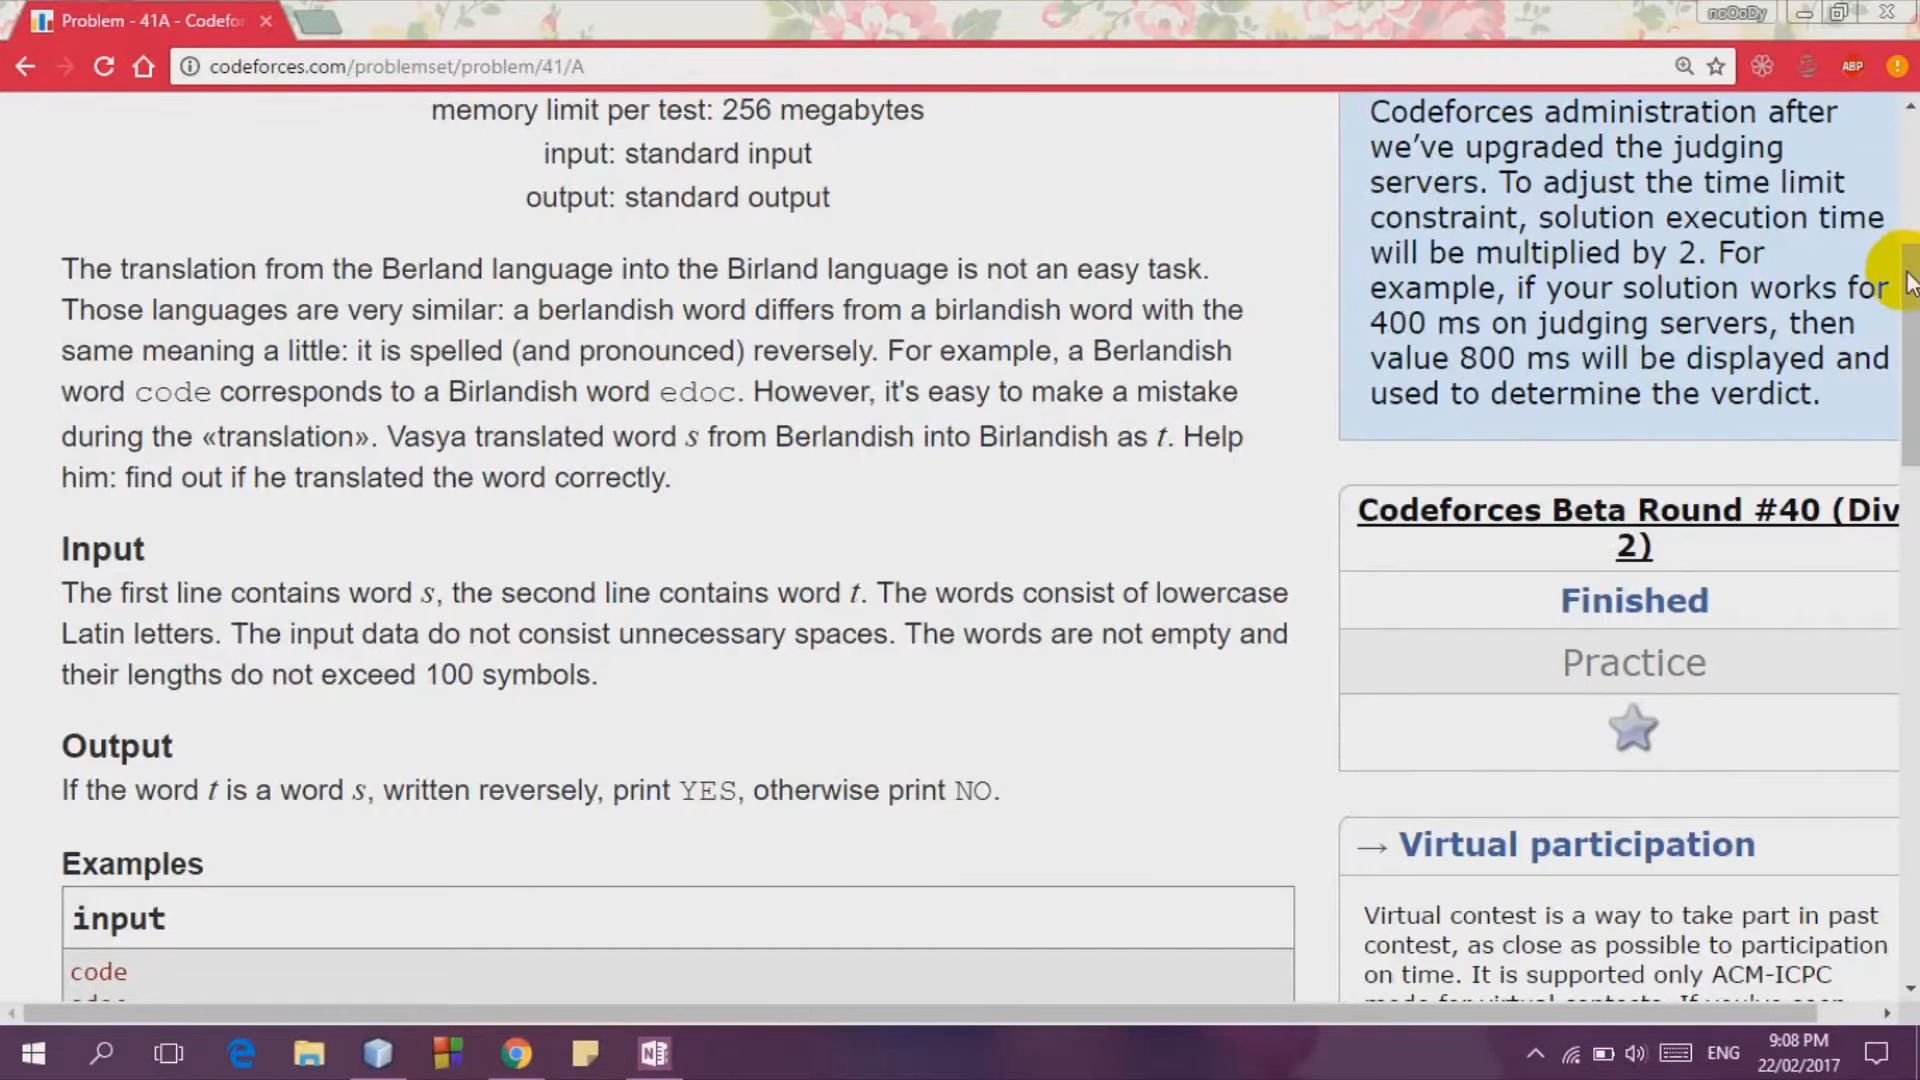 Problem - 41A - Codefor
noOoDy
codeforces.com/problemset/problem/41/A
ABP
memory limit per test: 256 megabytes
input: standard input
output: standard output
The translation from the Berland language into the Birland language is not an easy task.
Those languages are very similar: a berlandish word differs from a birlandish word with the
same meaning a little: it is spelled (and pronounced) reversely. For example, a Berlandish
word code corresponds to a Birlandish word edoc. However, it's easy to make a mistake
during the «translation». Vasya translated word s from Berlandish into Birlandish as t. Help
him: find out if he translated the word correctly.
Input
The first line contains word s, the second line contains word t. The words consist of lowercase
Latin letters. The input data do not consist unnecessary spaces. The words are not empty and
their lengths do not exceed 100 symbols.
Output
If the word t is a word s, written reversely, print YES, otherwise print NO.
Examples
input
code
Codeforces administration after
we’ve upgraded the judging
servers. To adjust the time limit
constraint, solution execution time
will be multiplied by 2. For
example, if your solution works for
400 ms on judging servers, then
value 800 ms will be displayed and
used to determine the verdict.
Codeforces Beta Round #40 (Div
2)
Finished
Practice
→ Virtual participation
Virtual contest is a way to take part in past
contest, as close as possible to participation
on time. It is supported only ACM-ICPC
ENG
9:08 PM
22/02/2017